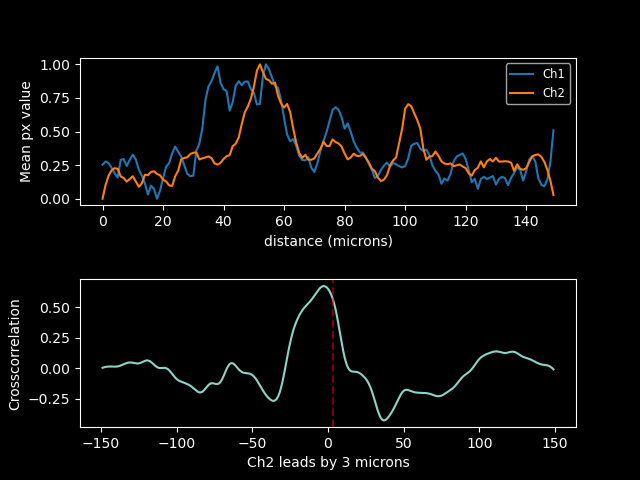 1.00
0.75
0.50
0.25
0.00
Mean px value
Ch1
Ch2
0 20 40 60 80 100 120 140
distance (microns)
0.50
0.25
0.00
−0.25
Crosscorrelation
−150 −100 −50 0 50 100 150
Ch2 leads by 3 microns